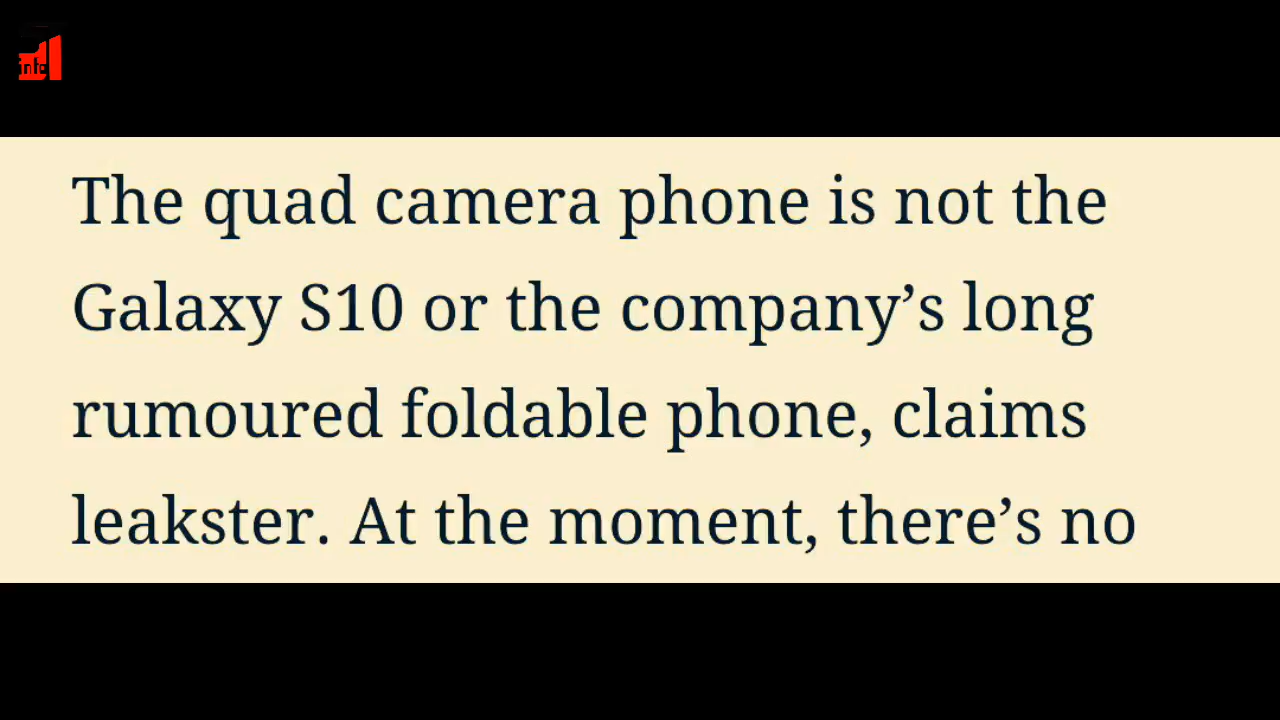 info
The quad camera phone is not the
Galaxy S10 or the company’s long
rumoured foldable phone, claims
leakster. At the moment, there’s no